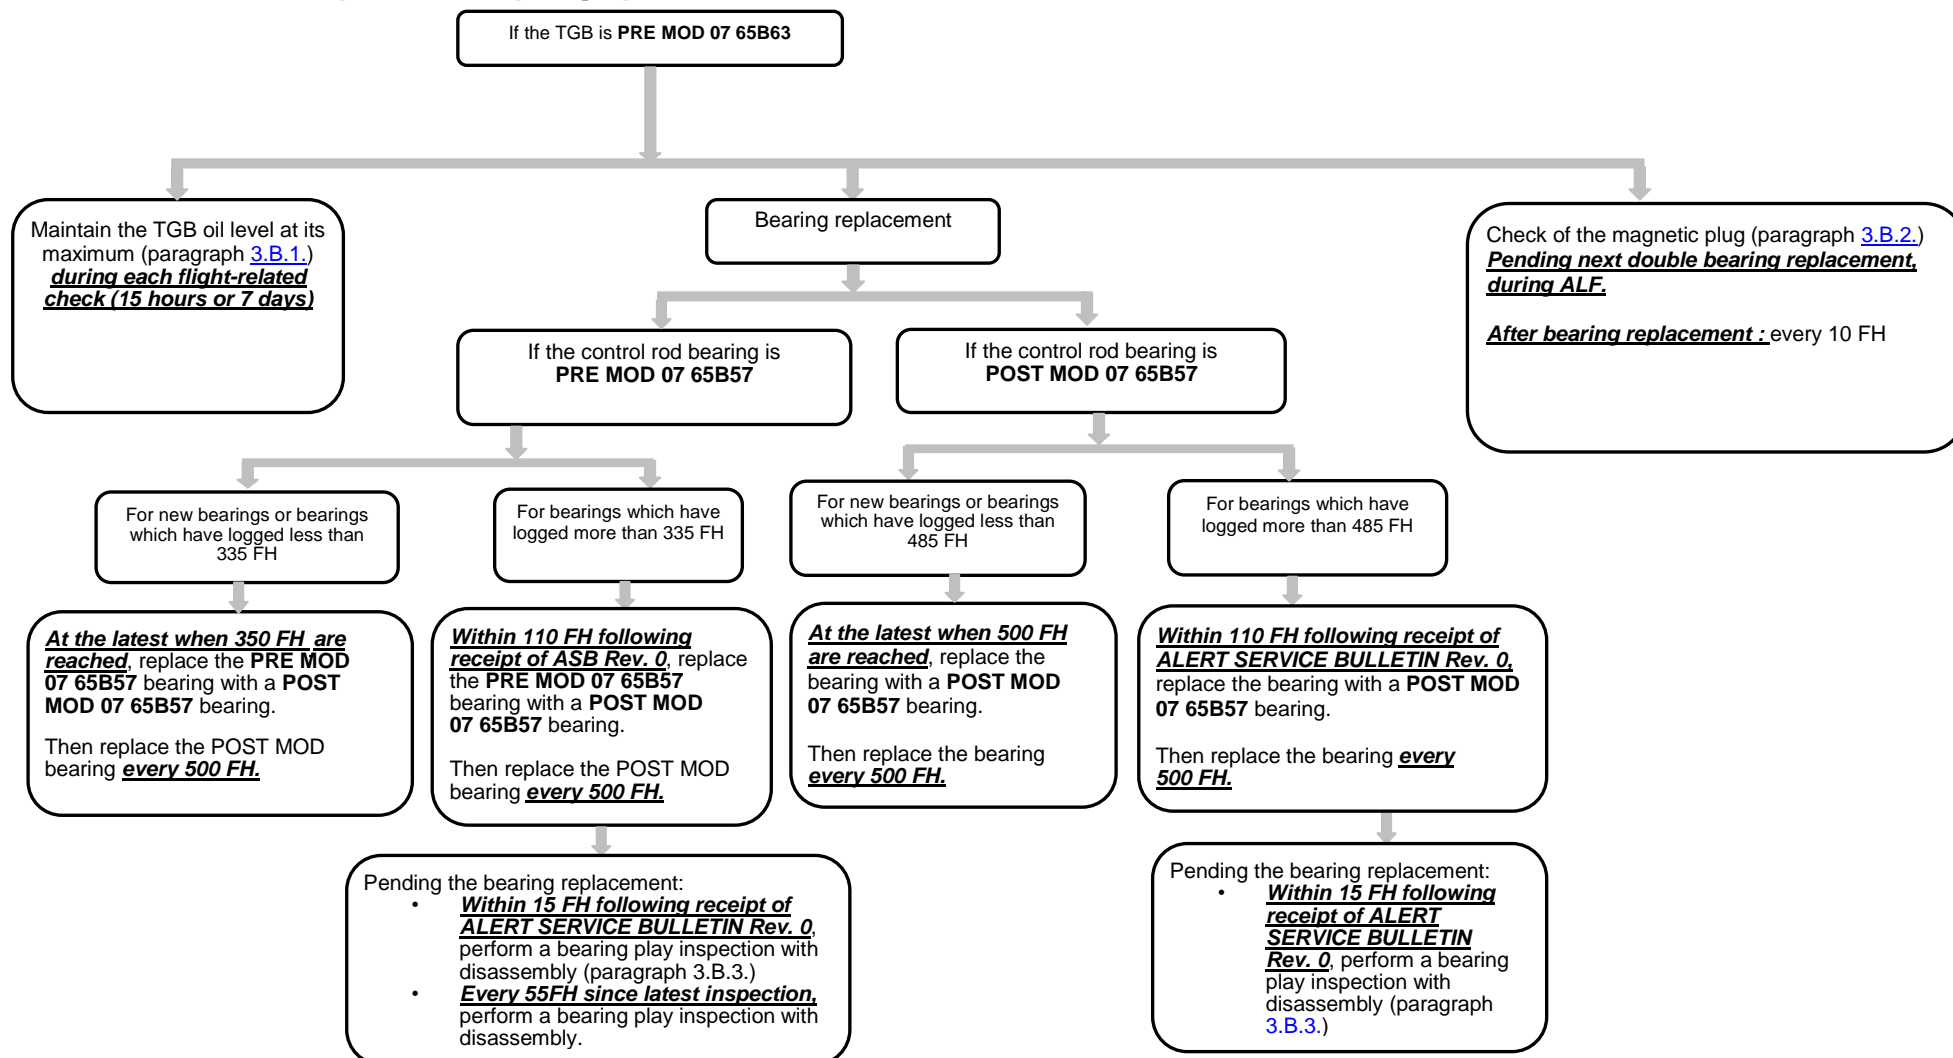 If the TGB is PRE MOD 07 65B63
Maintain the TGB oil level at its
maximum (paragraph 3.B.1.)
during each flight-related
check (15 hours or 7 days)
Bearing replacement
Check of the magnetic plug (paragraph 3.B.2.)
Pending next double bearing replacement,
during ALF.
After bearing replacement : every 10 FH
If the control rod bearing is
PRE MOD 07 65B57
If the control rod bearing is
POST MOD 07 65B57
For new bearings or bearings
which have logged less than
335 FH
For bearings which have
logged more than 335 FH
For new bearings or bearings
which have logged less than
485 FH
For bearings which have
logged more than 485 FH
At the latest when 350 FH are
reached, replace the PRE MOD
07 65B57 bearing with a POST
MOD 07 65B57 bearing.
Then replace the POST MOD
bearing every 500 FH.
Within 110 FH following
receipt of ASB Rev. 0, replace
the PRE MOD 07 65B57
bearing with a POST MOD
07 65B57 bearing.
Then replace the POST MOD
bearing every 500 FH.
At the latest when 500 FH
are reached, replace the
bearing with a POST MOD
07 65B57 bearing.
Then replace the bearing
every 500 FH.
Within 110 FH following receipt of
ALERT SERVICE BULLETIN Rev. 0,
replace the bearing with a POST MOD
07 65B57 bearing.
Then replace the bearing every
500 FH.
Pending the bearing replacement:
• Within 15 FH following receipt of
ALERT SERVICE BULLETIN Rev. 0,
perform a bearing play inspection with
disassembly (paragraph 3.B.3.)
• Every 55FH since latest inspection,
perform a bearing play inspection with
disassembly.
Pending the bearing replacement:
• Within 15 FH following
receipt of ALERT
SERVICE BULLETIN
Rev. 0, perform a bearing
play inspection with
disassembly (paragraph
3.B.3.)